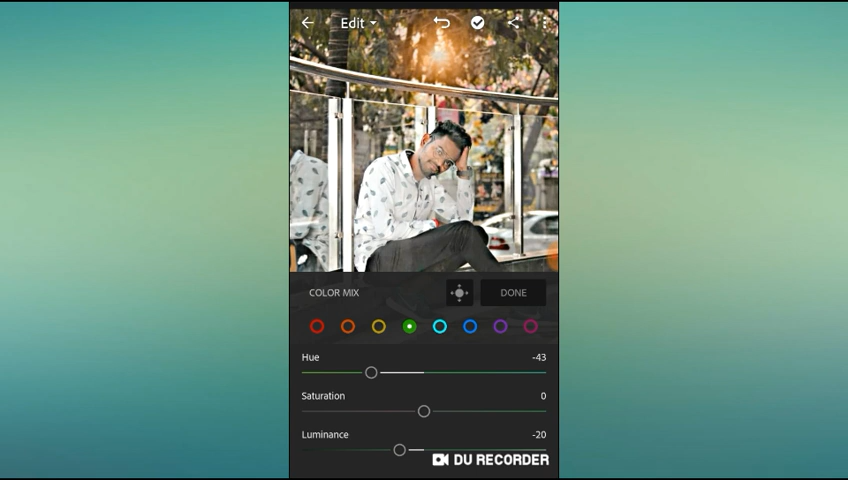 Edit
COLOR MIX
DONE
Hue -43
Saturation 0
Luminance -20
DU RECORDER